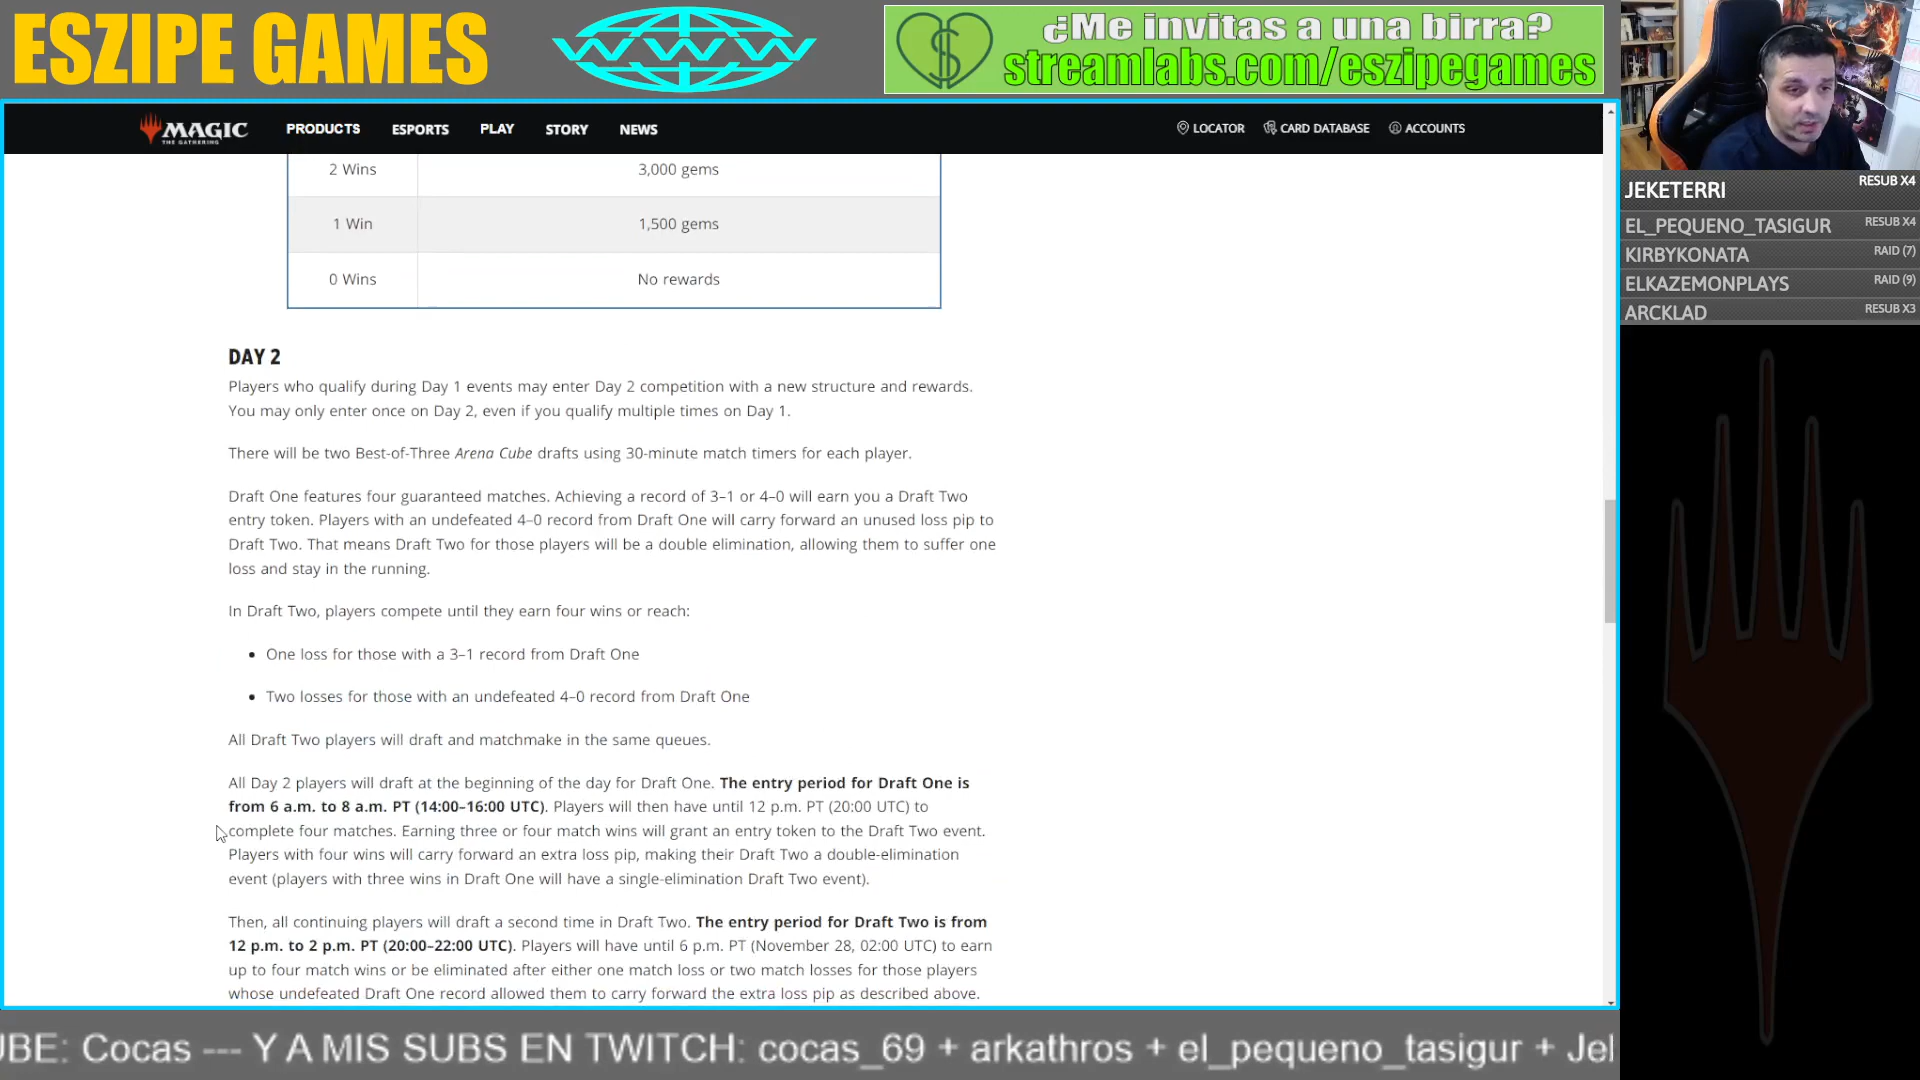 ESZIPE GAMES
WWW
¿Me invitas a una birra?
streamlabs.com/eszipegames
MAGIC
THE GATHERING
PRODUCTS
ESPORTS
PLAY
STORY
NEWS
LOCATOR
CARD DATABASE
ACCOUNTS
JEKETERRI RESUB X4
EL_PEQUENO_TASIGUR RESUB X4
KIRBYKONATA RAID (7)
ELKAZEMONPLAYS RAID (9)
ARCKLAD RESUB X3
2 Wins 3,000 gems
1 Win 1,500 gems
0 Wins No rewards
DAY 2
Players who qualify during Day 1 events may enter Day 2 competition with a new structure and rewards.
You may only enter once on Day 2, even if you qualify multiple times on Day 1.
There will be two Best-of-Three Arena Cube drafts using 30-minute match timers for each player.
Draft One features four guaranteed matches. Achieving a record of 3–1 or 4–0 will earn you a Draft Two
entry token. Players with an undefeated 4–0 record from Draft One will carry forward an unused loss pip to
Draft Two. That means Draft Two for those players will be a double elimination, allowing them to suffer one
loss and stay in the running.
In Draft Two, players compete until they earn four wins or reach:
• One loss for those with a 3–1 record from Draft One
• Two losses for those with an undefeated 4–0 record from Draft One
All Draft Two players will draft and matchmake in the same queues.
All Day 2 players will draft at the beginning of the day for Draft One. The entry period for Draft One is
from 6 a.m. to 8 a.m. PT (14:00–16:00 UTC). Players will then have until 12 p.m. PT (20:00 UTC) to
complete four matches. Earning three or four match wins will grant an entry token to the Draft Two event.
Players with four wins will carry forward an extra loss pip, making their Draft Two a double-elimination
event (players with three wins in Draft One will have a single-elimination Draft Two event).
Then, all continuing players will draft a second time in Draft Two. The entry period for Draft Two is from
12 p.m. to 2 p.m. PT (20:00–22:00 UTC). Players will have until 6 p.m. PT (November 28, 02:00 UTC) to earn
up to four match wins or be eliminated after either one match loss or two match losses for those players
whose undefeated Draft One record allowed them to carry forward the extra loss pip as described above.
UBE: Cocas --- Y A MIS SUBS EN TWITCH: cocas_69 + arkathros + el_pequeno_tasigur + Jel